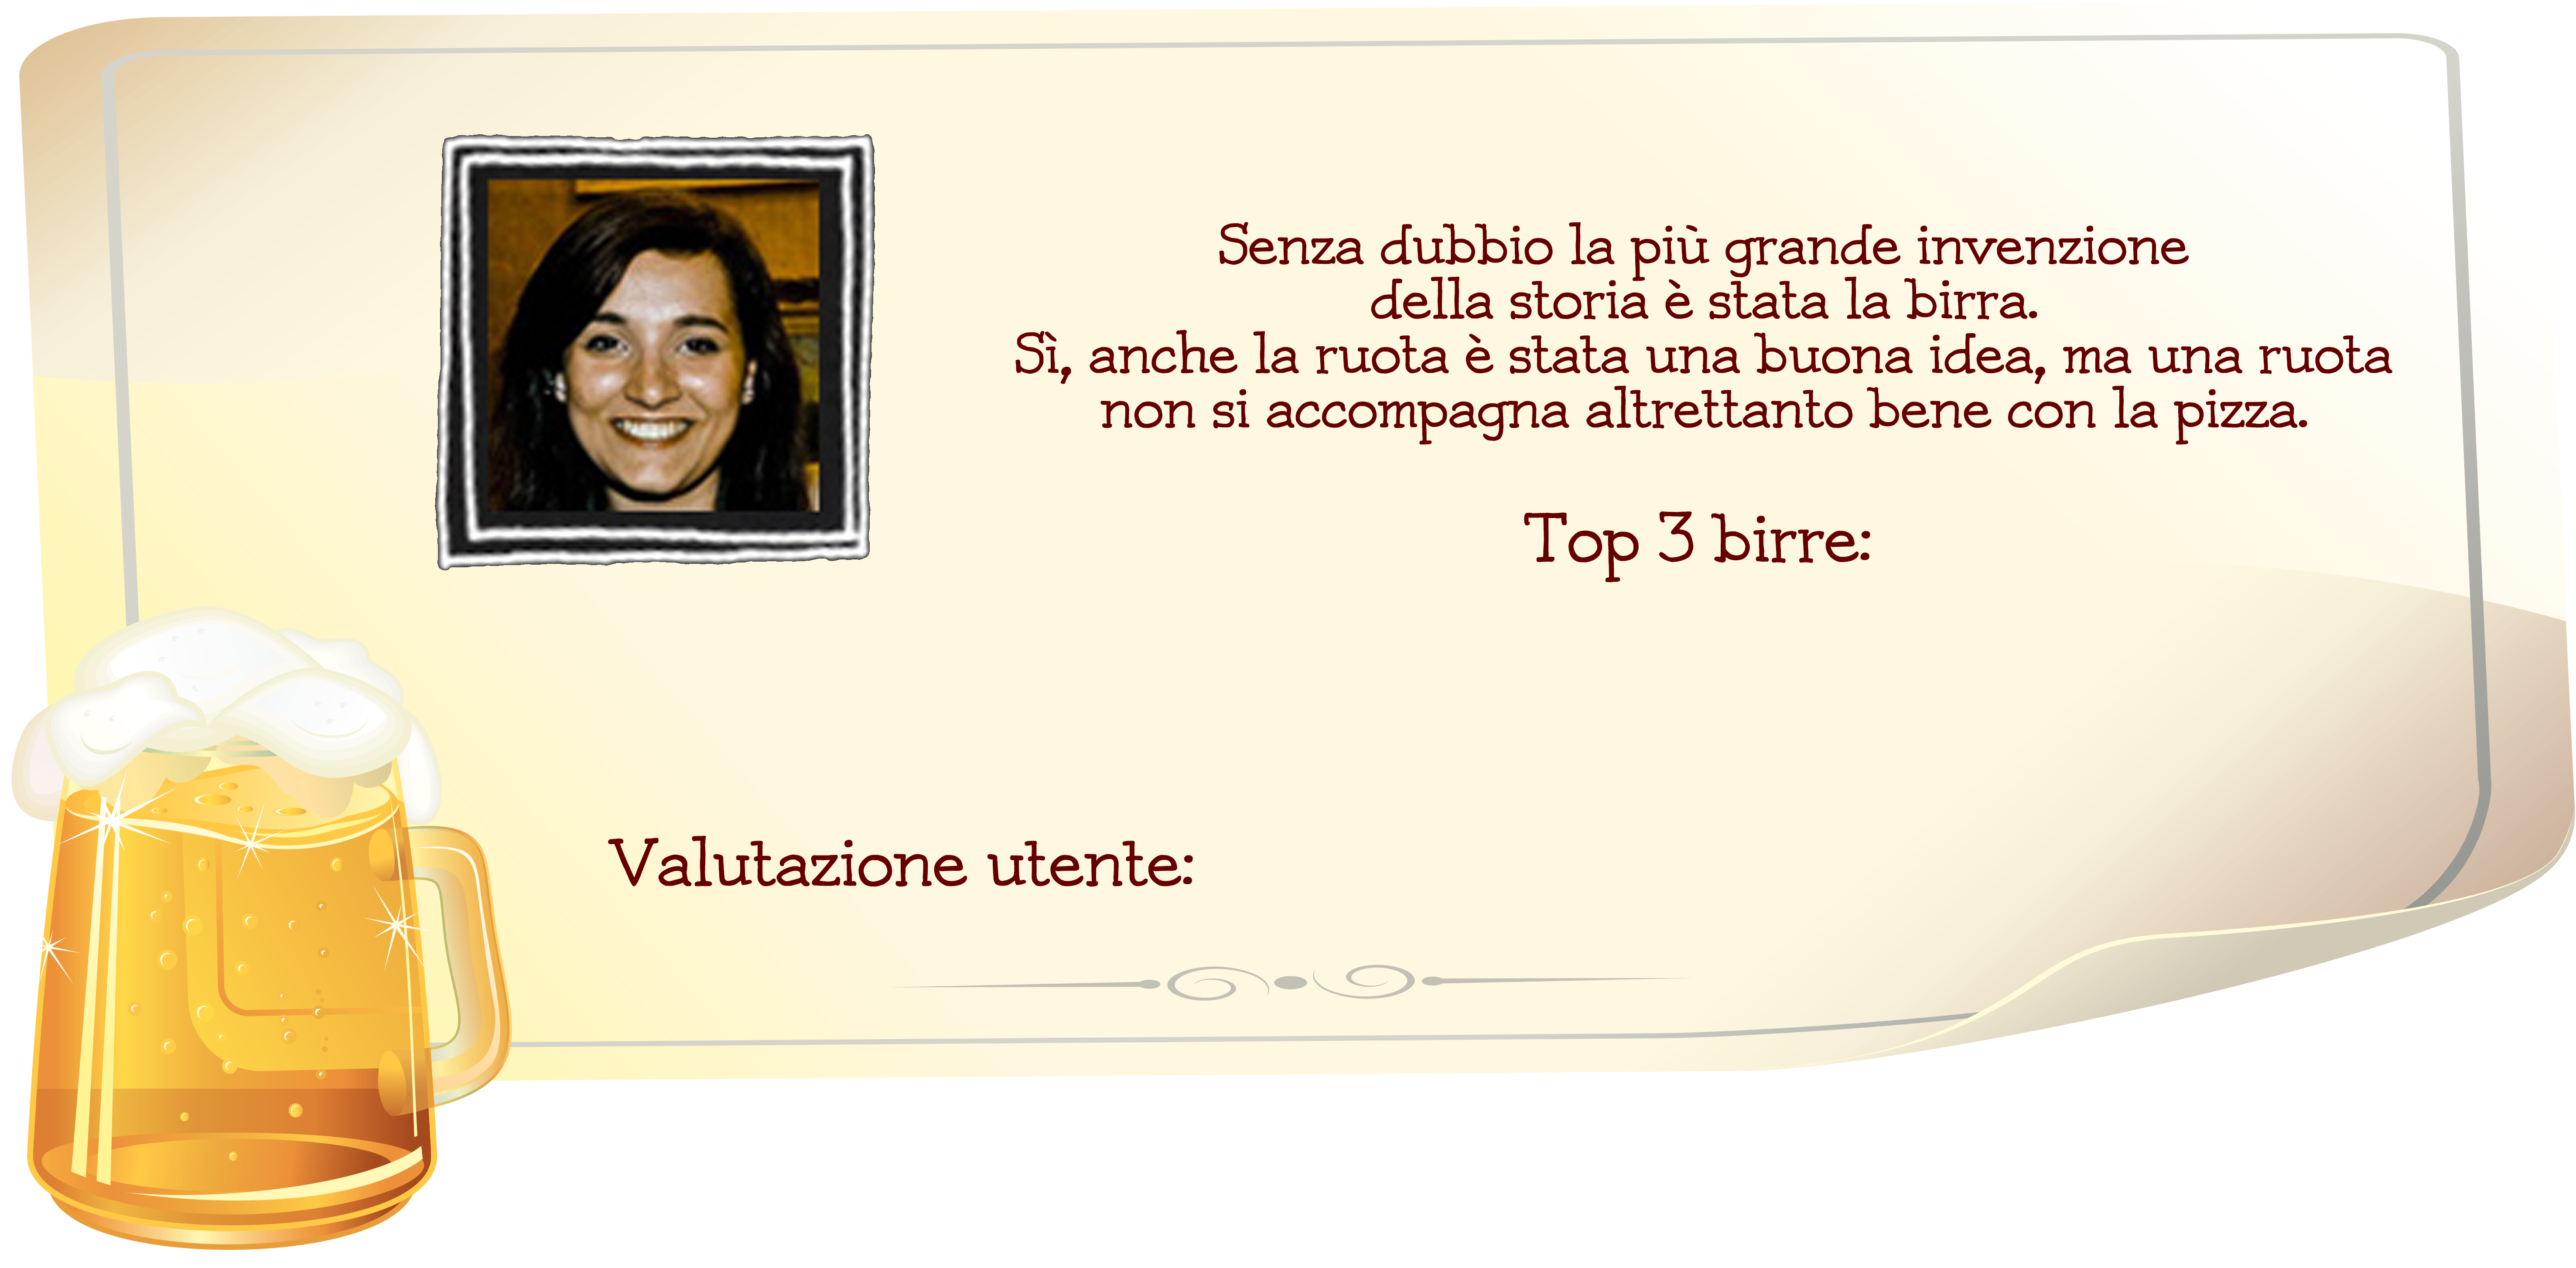 Senza dubbio la più grande invenzione
della storia è stata la birra.
Sì, anche la ruota è stata una buona idea, ma una ruota
non si accompagna altrettanto bene con la pizza.
Top 3 birre:
Valutazione utente: